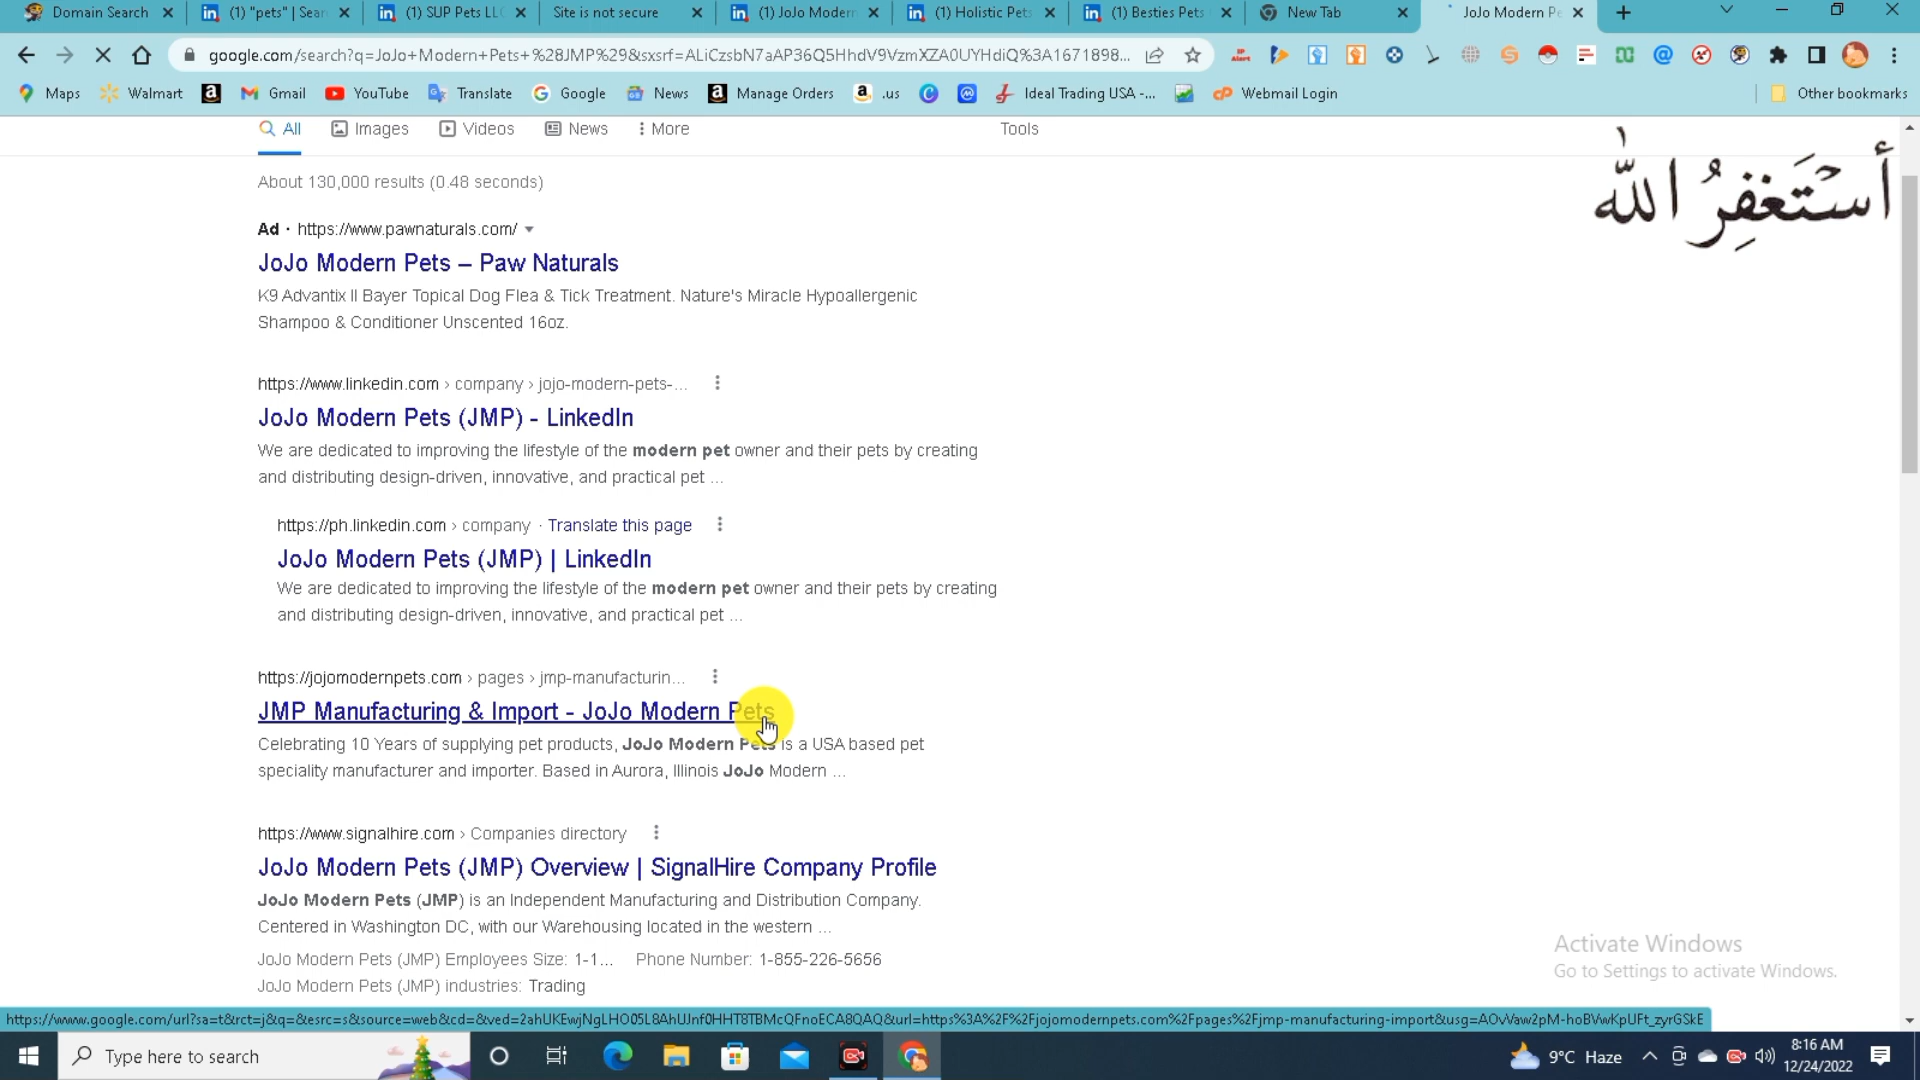 Domain Search
(1) "pets" | Sear
(1) SUP Pets LLC
Site is not secure
(1) JoJo Modern
(1) Holistic Pets
(1) Besties Pets
New Tab
JoJo Modern Pe
google.com/search?q=JoJo+Modern+Pets+%28JMP%29&sxsrf=ALiCzsbN7aAP36Q5HhdV9VzmXZA0UYHdiQ%3A1671898...
Maps
Walmart
Gmail
YouTube
Translate
Google
News
Manage Orders
.us
Ideal Trading USA -...
Webmail Login
Other bookmarks
All
Images
Videos
News
More
Tools
أَسْتَغْفِرُ اللّٰه
About 130,000 results (0.48 seconds)
Ad · https://www.pawnaturals.com/
JoJo Modern Pets – Paw Naturals
K9 Advantix II Bayer Topical Dog Flea & Tick Treatment. Nature's Miracle Hypoallergenic
Shampoo & Conditioner Unscented 16oz.
https://www.linkedin.com › company › jojo-modern-pets-...
JoJo Modern Pets (JMP) - LinkedIn
We are dedicated to improving the lifestyle of the modern pet owner and their pets by creating
and distributing design-driven, innovative, and practical pet ...
https://ph.linkedin.com › company · Translate this page
JoJo Modern Pets (JMP) | LinkedIn
We are dedicated to improving the lifestyle of the modern pet owner and their pets by creating
and distributing design-driven, innovative, and practical pet ...
https://jojomodernpets.com › pages › jmp-manufacturin...
JMP Manufacturing & Import - JoJo Modern Pets
Celebrating 10 Years of supplying pet products, JoJo Modern Pets is a USA based pet
speciality manufacturer and importer. Based in Aurora, Illinois JoJo Modern ...
https://www.signalhire.com › Companies directory
JoJo Modern Pets (JMP) Overview | SignalHire Company Profile
JoJo Modern Pets (JMP) is an Independent Manufacturing and Distribution Company.
Centered in Washington DC, with our Warehousing located in the western ...
JoJo Modern Pets (JMP) Employees Size: 1-1... Phone Number: 1-855-226-5656
JoJo Modern Pets (JMP) industries: Trading
Activate Windows
Go to Settings to activate Windows.
https://www.google.com/url?sa=t&rct=j&q=&esrc=s&source=web&cd=&ved=2ahUKEwjNgLHO05L8AhUJnf0HHT8TBMcQFnoECA8QAQ&url=https%3A%2F%2Fjojomodernpets.com%2Fpages%2Fjmp-manufacturing-import&usg=AOvVaw2pM-hoBVwKpUFt_zyrGSkE
Type here to search
9°C Haze
8:16 AM
12/24/2022